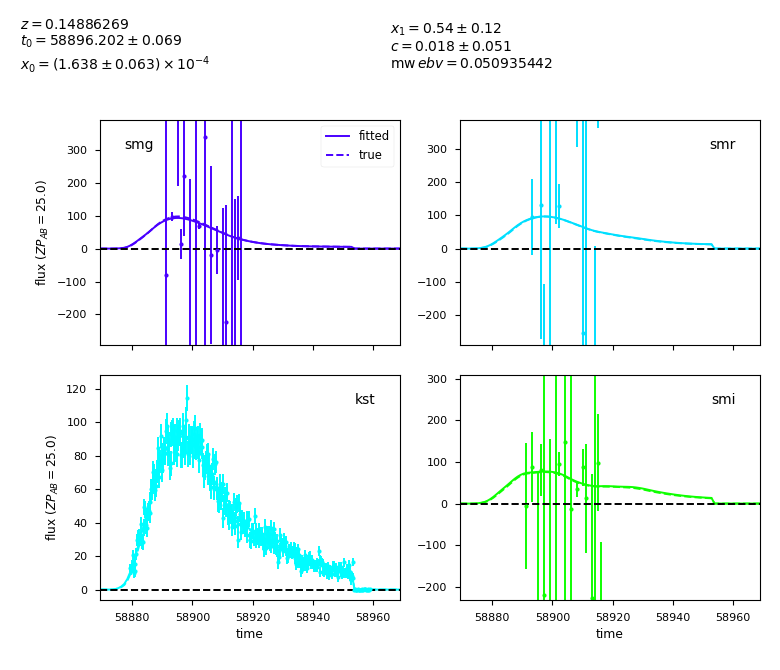 z = 0.14886269
t₀ = 58896.202 ± 0.069
x₀ = (1.638 ± 0.063) × 10⁻⁴
x₁ = 0.54 ± 0.12
c = 0.018 ± 0.051
mw ebv = 0.050935442
smg
fitted
true
300
200
100
0
−100
−200
flux (ZP_AB = 25.0)
smr
300
200
100
0
−100
−200
kst
120
100
80
60
40
20
0
flux (ZP_AB = 25.0)
58880 58900 58920 58940 58960
time
smi
300
200
100
0
−100
−200
58880 58900 58920 58940 58960
time